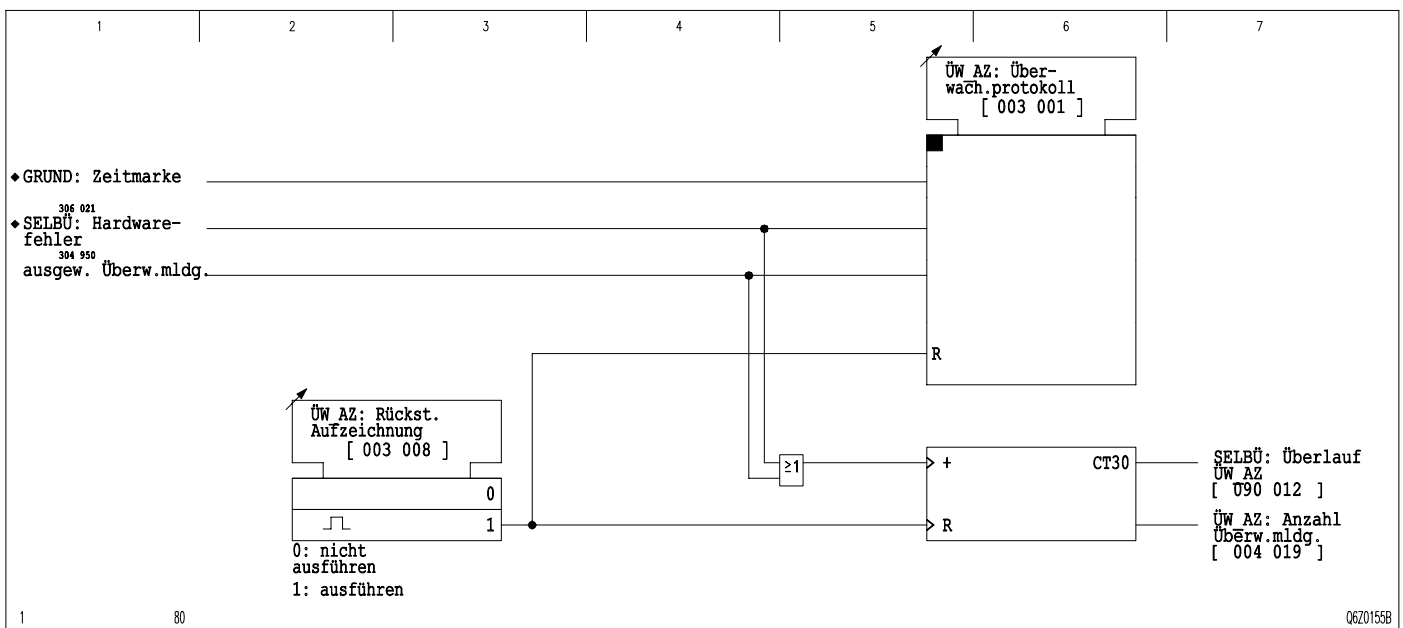 1 2 3 4 5 6 7
ÜW_AZ: Über-
wach.protokoll
[ 003 001 ]
◆GRUND: Zeitmarke
306 021
◆SELBÜ: Hardware-
fehler
304 950
ausgew. Überw.mldg.
R
ÜW_AZ: Rückst.
Aufzeichnung
[ 003 008 ]
0
1
0: nicht
ausführen
1: ausführen
≥1
+
CT30
R
SELBÜ: Überlauf
ÜW_AZ
[ 090 012 ]
ÜW_AZ: Anzahl
Überw.mldg.
[ 004 019 ]
1 80 Q6Z0155B